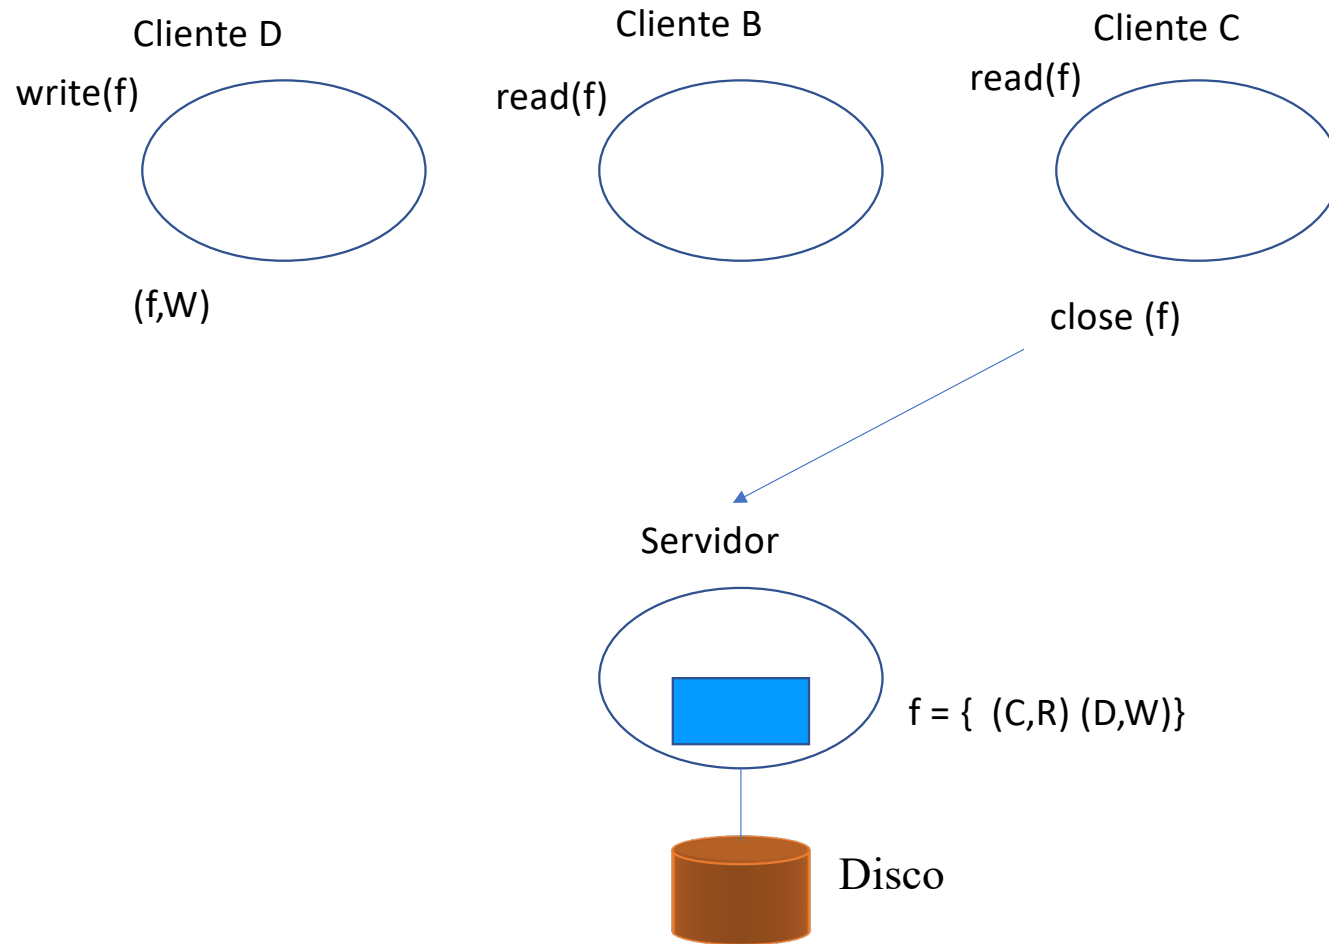 Cliente D
Cliente B
Cliente C
write(f)
read(f)
read(f)
(f,W)
close (f)
Servidor
f = {  (C,R) (D,W)}
Disco